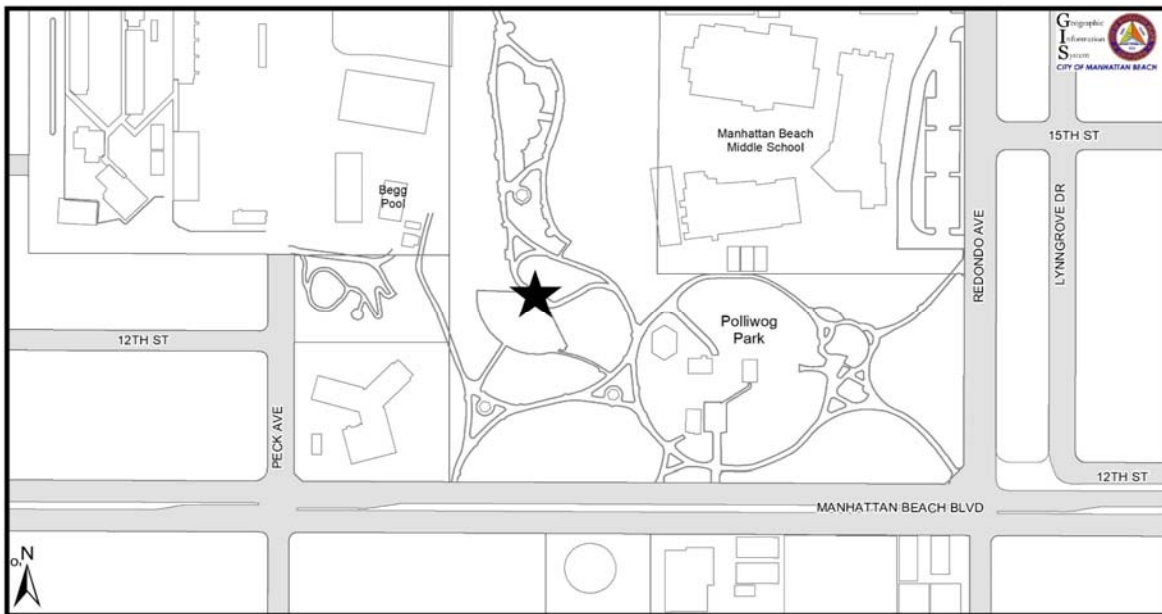 Geographic
Information
System
CITY OF MANHATTAN BEACH
Manhattan Beach
Middle School
15TH ST
Begg
Pool
LYNNGROVE DR
REDONDO AVE
Polliwog
Park
12TH ST
PECK AVE
12TH ST
MANHATTAN BEACH BLVD
o.
N